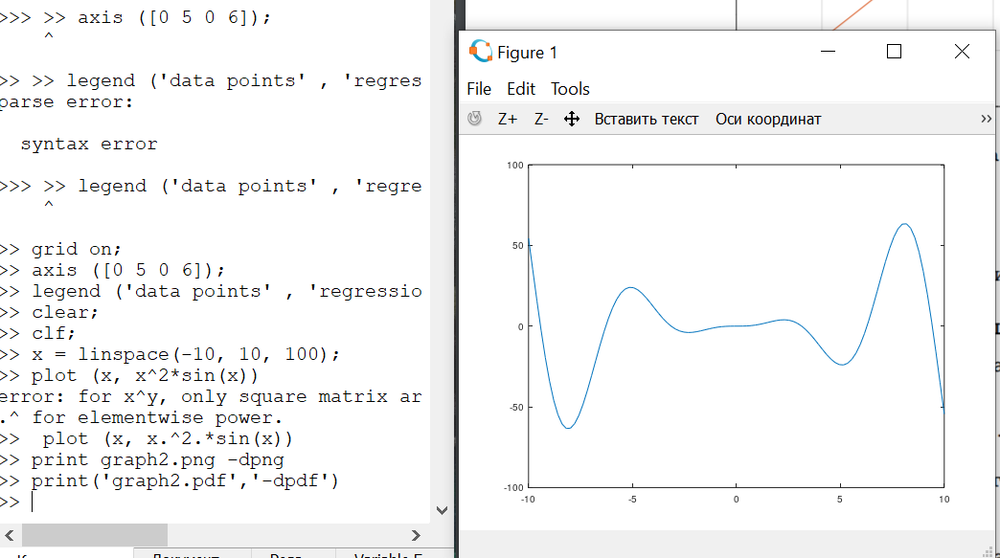 >>> >> axis ([0 5 0 6]);
^
>> >> legend ('data points' , 'regres
parse error:
syntax error
>>> >> legend ('data points' , 'regre
^
>> grid on;
>> axis ([0 5 0 6]);
>> legend ('data points' , 'regressio
>> clear;
>> clf;
>> x = linspace(-10, 10, 100);
>> plot (x, x^2*sin(x))
error: for x^y, only square matrix ar
.^ for elementwise power.
>> plot (x, x.^2.*sin(x))
>> print graph2.png -dpng
>> print('graph2.pdf','-dpdf')
>>
Figure 1
File Edit Tools
Z+ Z- Вставить текст Оси координат »
100
50
0
-50
-100
-10 -5 0 5 10